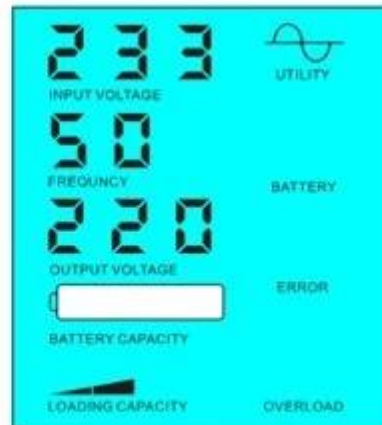 233
INPUT VOLTAGE
UTILITY
50
FREQUNCY
BATTERY
220
OUTPUT VOLTAGE
ERROR
BATTERY CAPACITY
LOADING CAPACITY
OVERLOAD